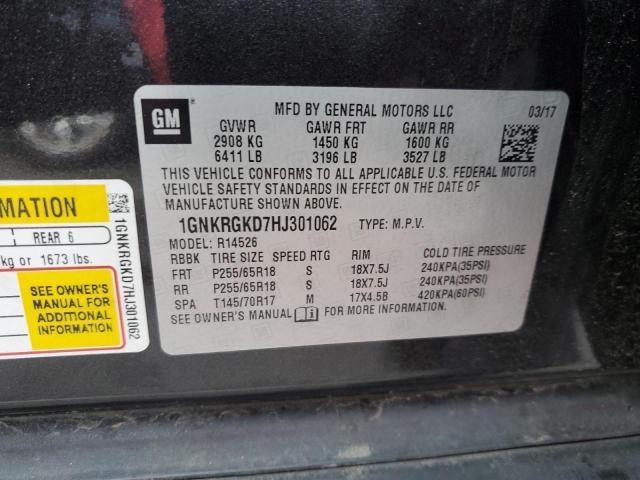 GM
MFD BY GENERAL MOTORS LLC 03/17
GVWR GAWR FRT GAWR RR
2908 KG 1450 KG 1600 KG
6411 LB 3196 LB 3527 LB
THIS VEHICLE CONFORMS TO ALL APPLICABLE U.S. FEDERAL MOTOR
VEHICLE SAFETY STANDARDS IN EFFECT ON THE DATE OF
MANUFACTURE SHOWN ABOVE.
1GNKRGKD7HJ301062 TYPE: M.P.V.
MODEL: R14526
RBBK TIRE SIZE SPEED RTG RIM COLD TIRE PRESSURE
FRT P255/65R18 S 18X7.5J 240KPA(35PSI)
RR P255/65R18 S 18X7.5J 240KPA(35PSI)
SPA T145/70R17 M 17X4.5B 420KPA(60PSI)
SEE OWNER'S MANUAL FOR MORE INFORMATION
MATION
REAR 6
kg or 1673 lbs.
SEE OWNER'S
MANUAL FOR
ADDITIONAL
INFORMATION
1GNKRGKD7HJ301062